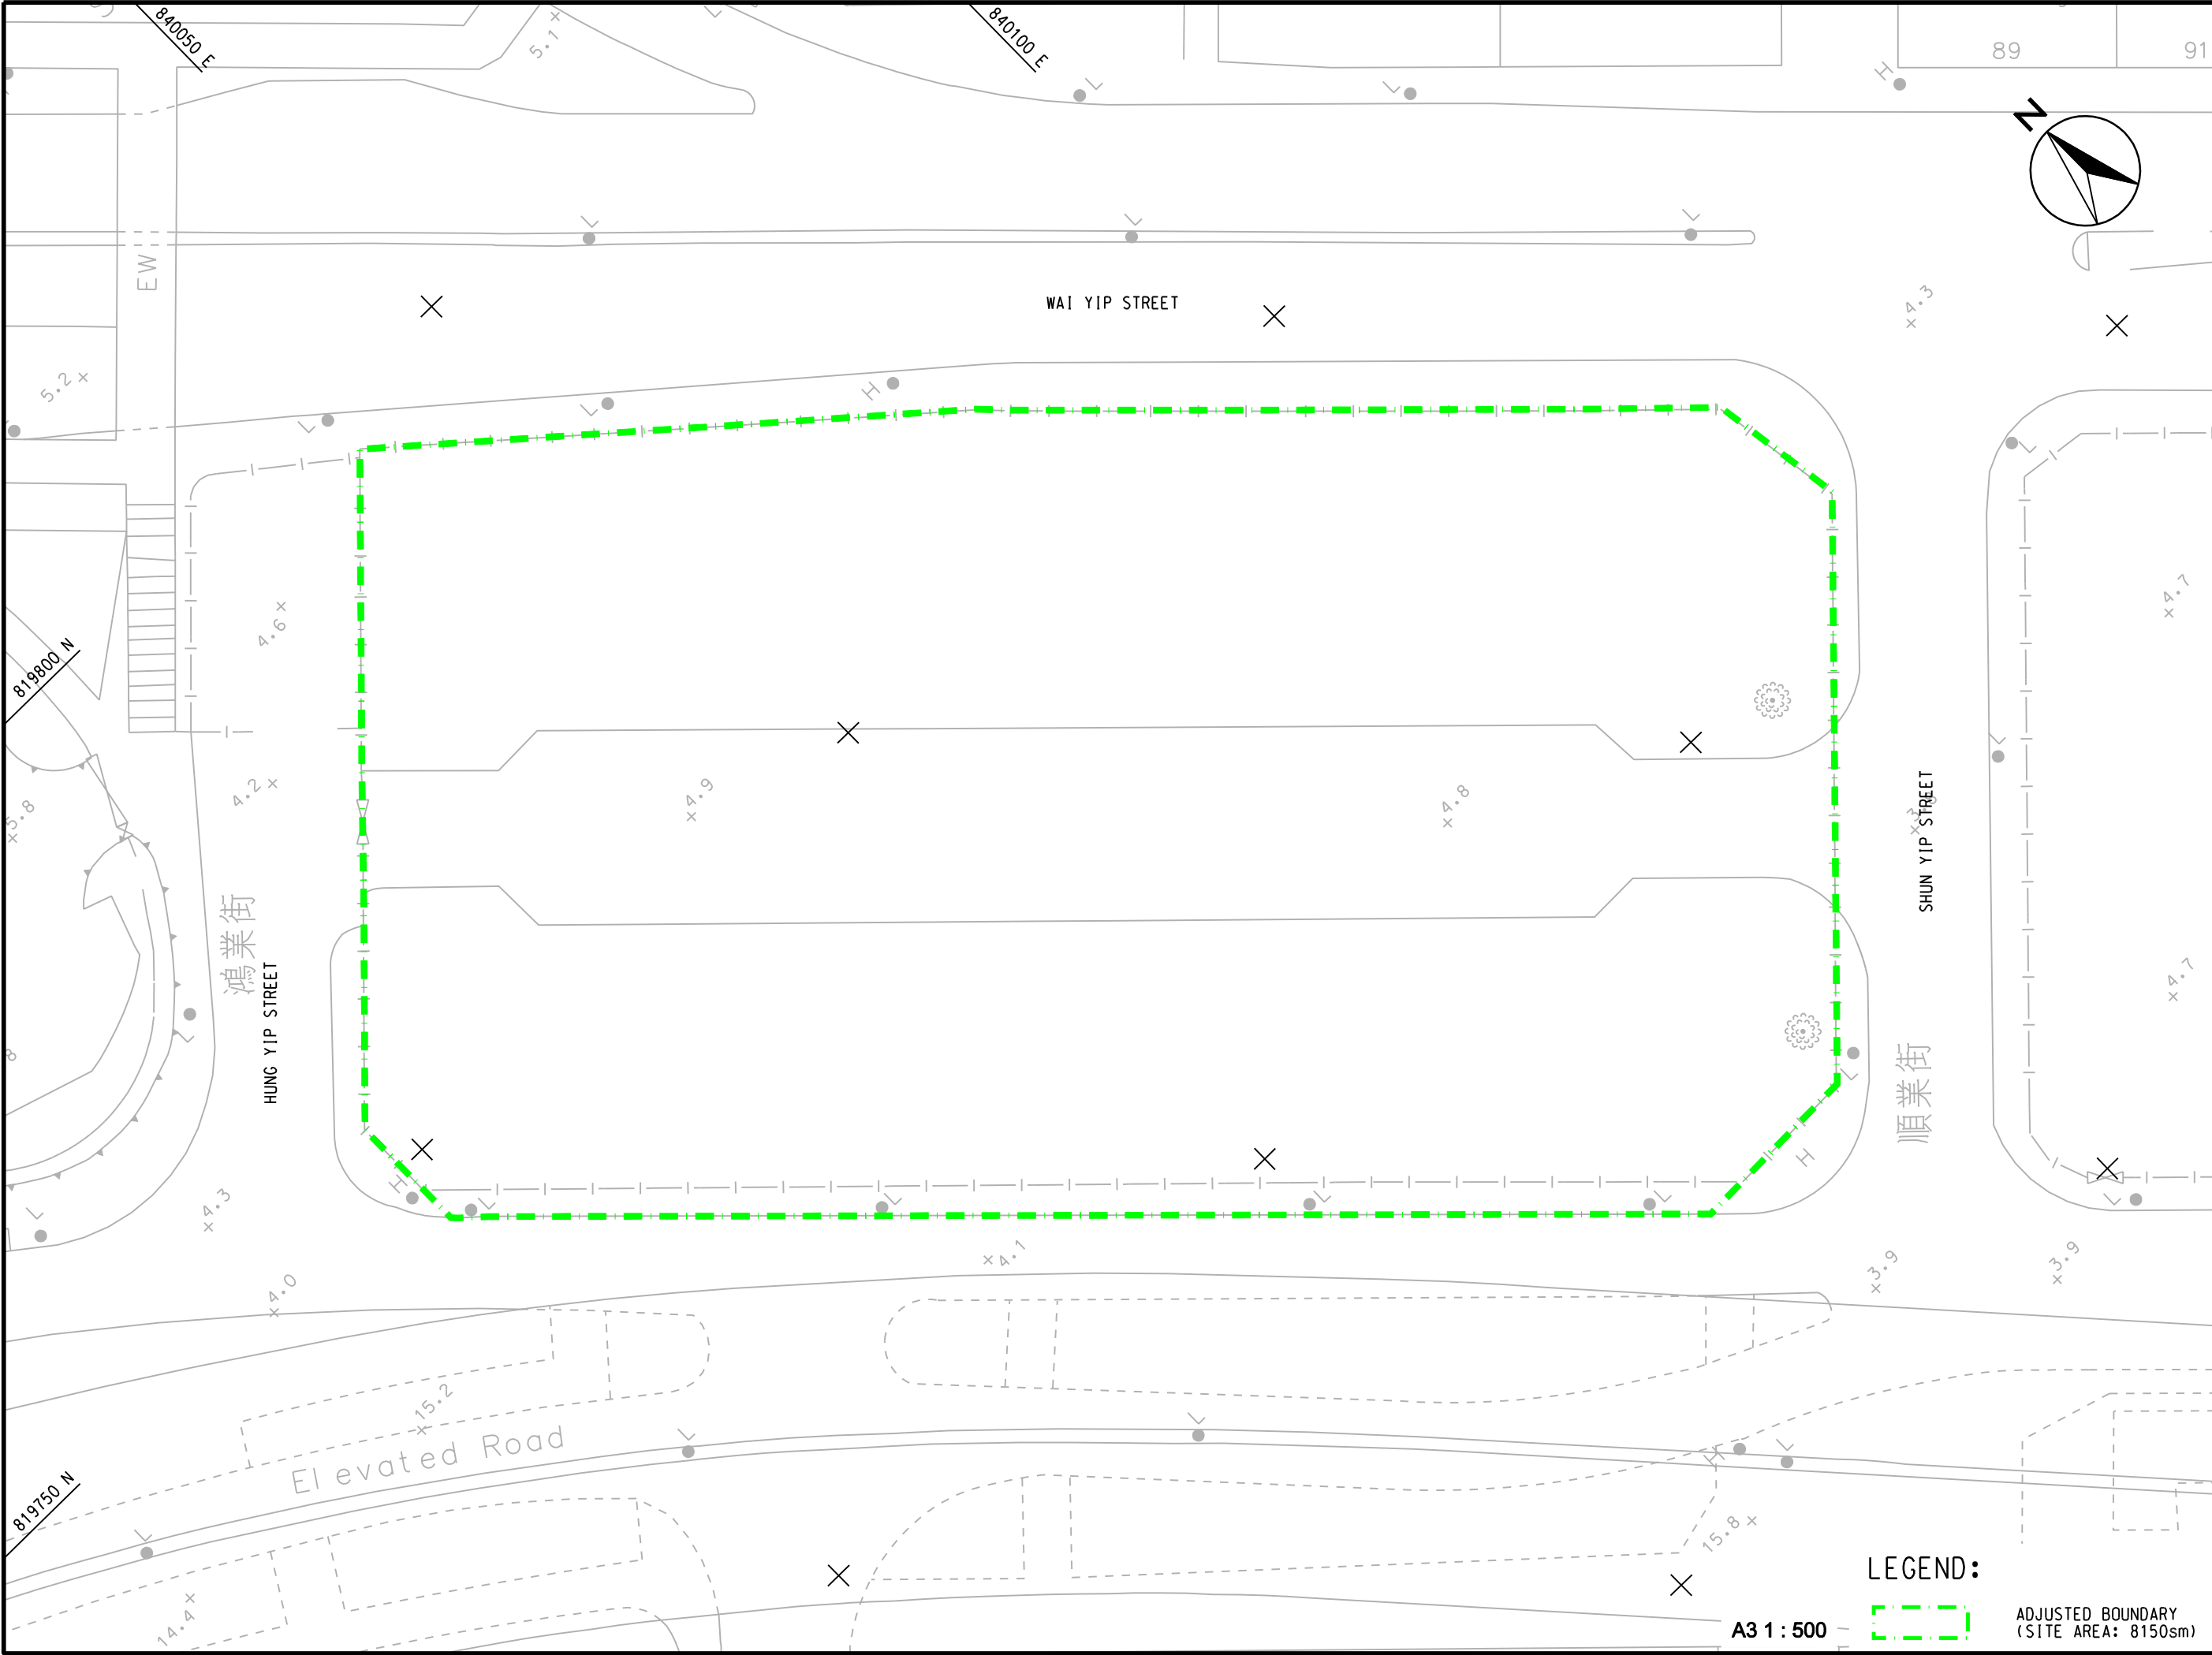 840050 E
840100 E
5.1
L
L
L
H
89
91
N
L
L
L
EW
WAI YIP STREET
4.3
5.2
H
L
L
L
4.7
4.6
819800 N
4.2
4.9
4.8
L
5.8
SHUN YIP STREET
鴻業街
HUNG YIP STREET
4.7
L
8
L
順業街
H
H
L
L
L
L
L
L
4.3
4.1
3.9
3.9
4.0
15.2
Elevated Road
L
L
H
L
819750 N
L
15.8
14.4
LEGEND:
A3 1 : 500
ADJUSTED BOUNDARY
(SITE AREA: 8150sm)